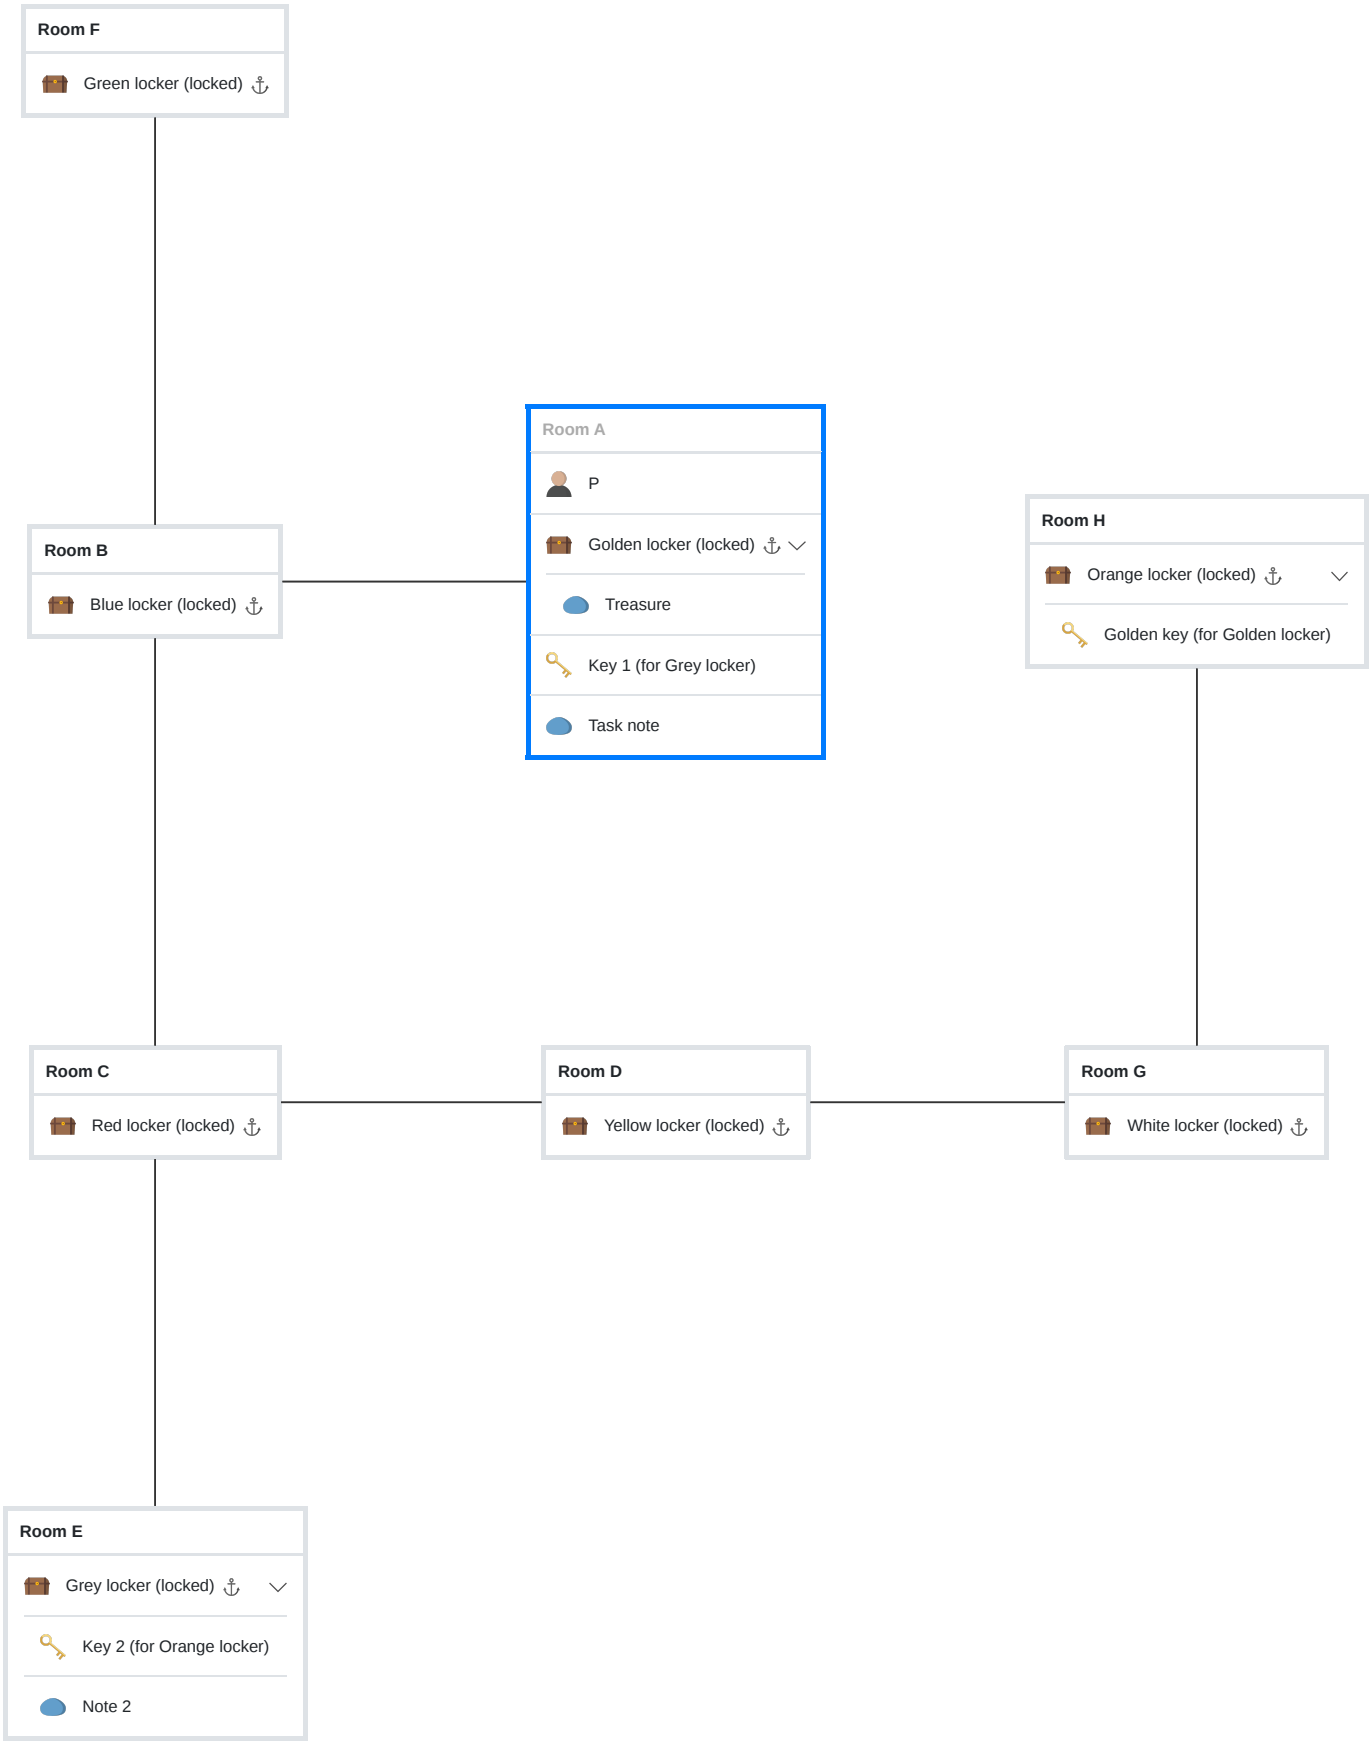 Room F
Green locker (locked)
Room A
P
Golden locker (locked)
Treasure
Key 1 (for Grey locker)
Task note
Room H
Orange locker (locked)
Golden key (for Golden locker)
Room B
Blue locker (locked)
Room C
Red locker (locked)
Room D
Yellow locker (locked)
Room G
White locker (locked)
Room E
Grey locker (locked)
Key 2 (for Orange locker)
Note 2